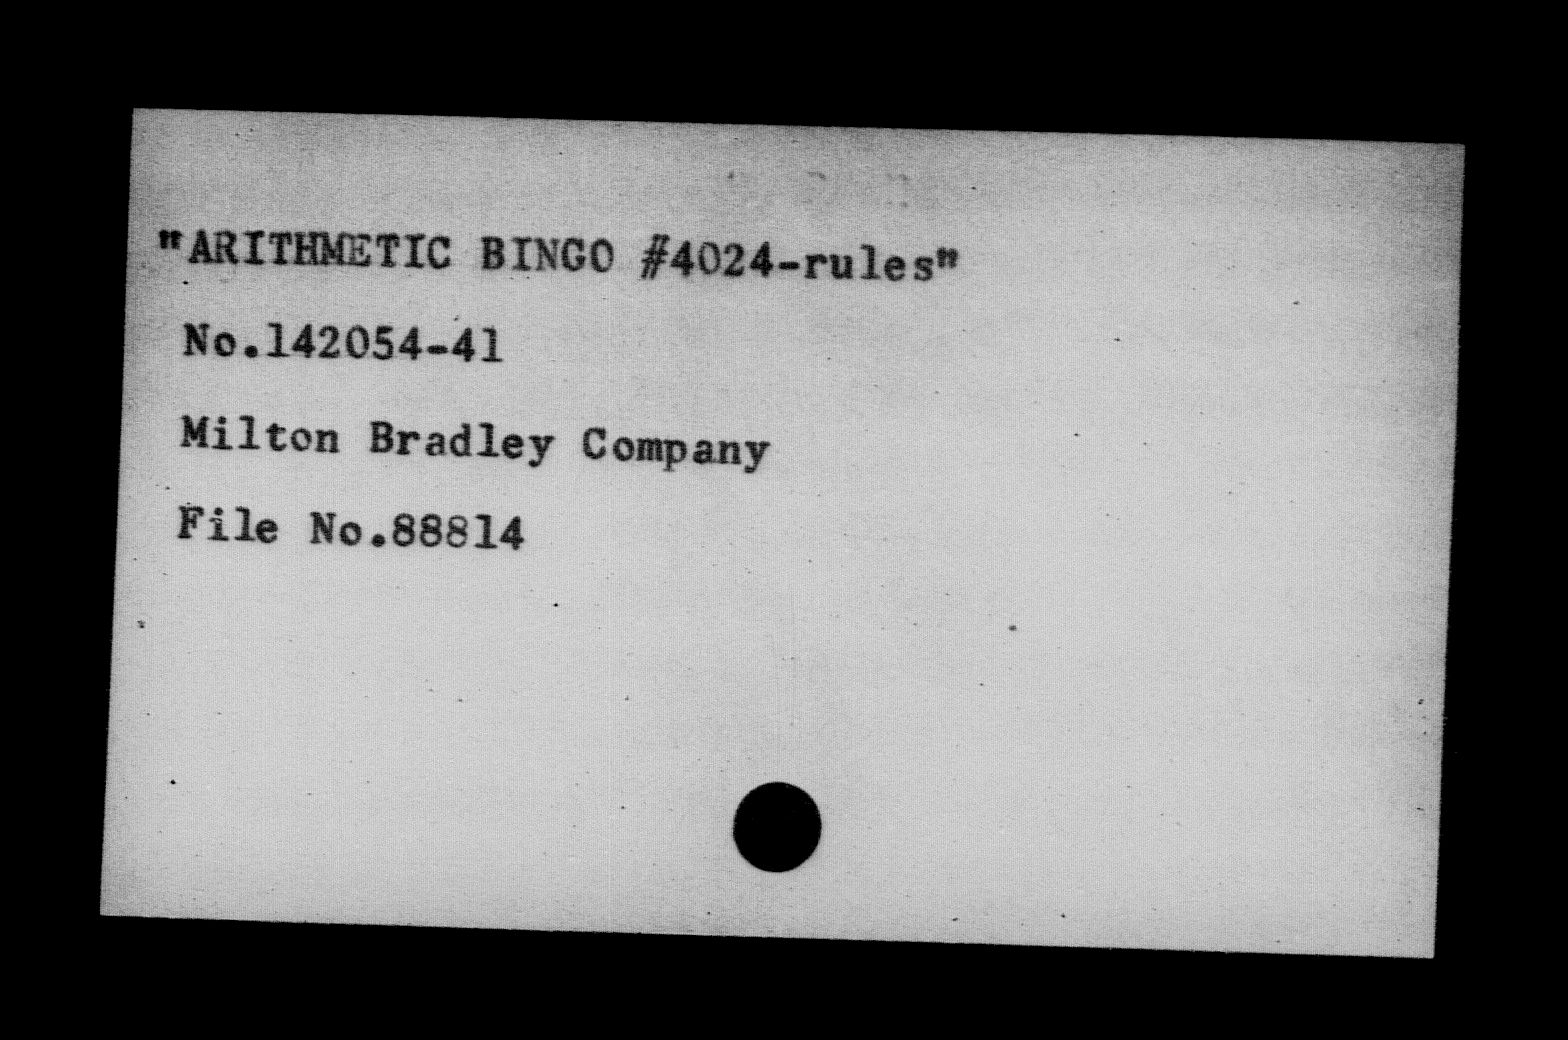 "ARITHMETIC BINGO #4024-rules"
No.142054-41
Milton Bradley Company
File No.88814